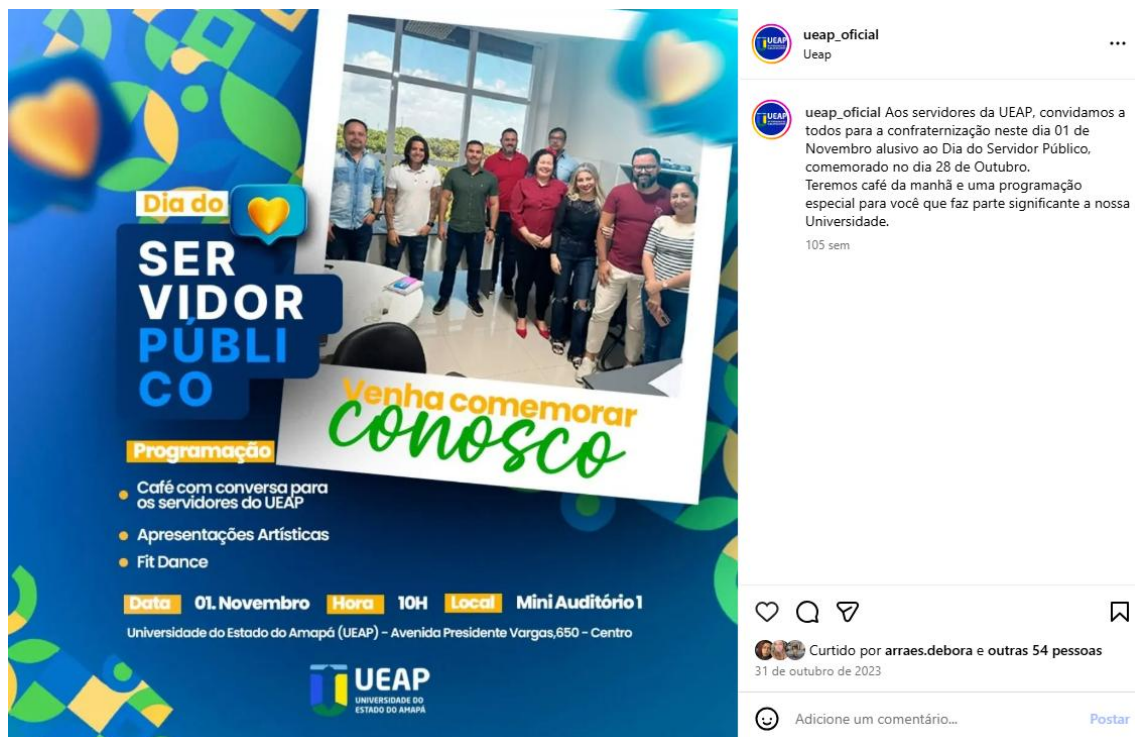 Dia do
SER
VIDOR
PÚBLI
CO
Venha comemorar
conosco
Programação
Café com conversa para
os servidores do UEAP
Apresentações Artísticas
Fit Dance
Data 01. Novembro Hora 10H Local Mini Auditório 1
Universidade do Estado do Amapá (UEAP) - Avenida Presidente Vargas,650 - Centro
UEAP
UNIVERSIDADE DO
ESTADO DO AMAPÁ
ueap_oficial
Ueap
ueap_oficial Aos servidores da UEAP, convidamos a
todos para a confraternização neste dia 01 de
Novembro alusivo ao Dia do Servidor Público,
comemorado no dia 28 de Outubro.
Teremos café da manhã e uma programação
especial para você que faz parte significante a nossa
Universidade.
105 sem
Curtido por arraes.debora e outras 54 pessoas
31 de outubro de 2023
Adicione um comentário...
Postar